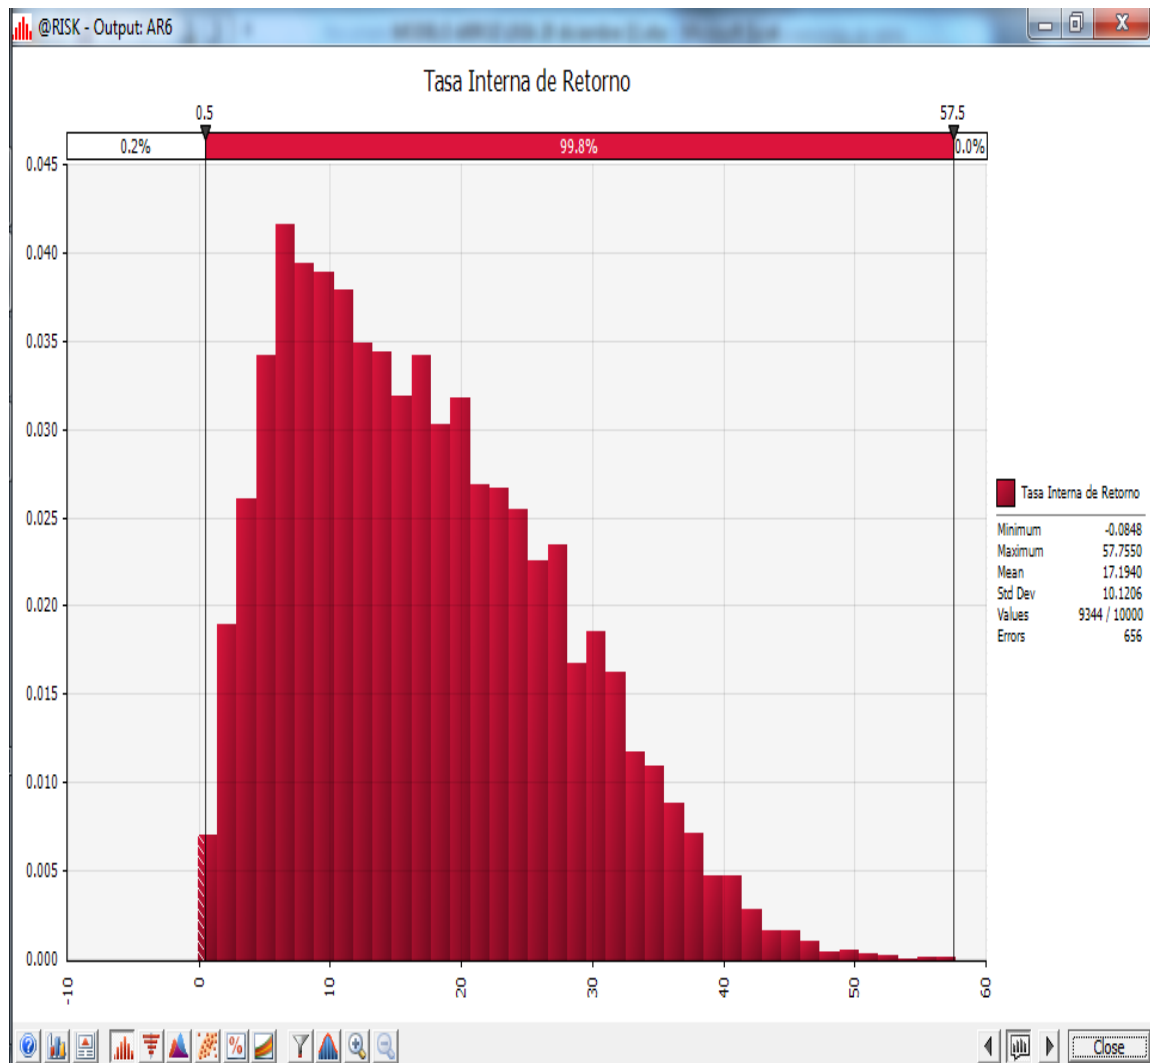 @RISK - Output: AR6
Tasa Interna de Retorno
0.5 57.5
0.2% 99.8% 0.0%
0.045
0.040
0.035
0.030
0.025
0.020
0.015
0.010
0.005
0.000
-10 0 10 20 30 40 50 60
Tasa Interna de Retorno
Minimum -0.0848
Maximum 57.7550
Mean 17.1940
Std Dev 10.1206
Values 9344 / 10000
Errors 656
Close